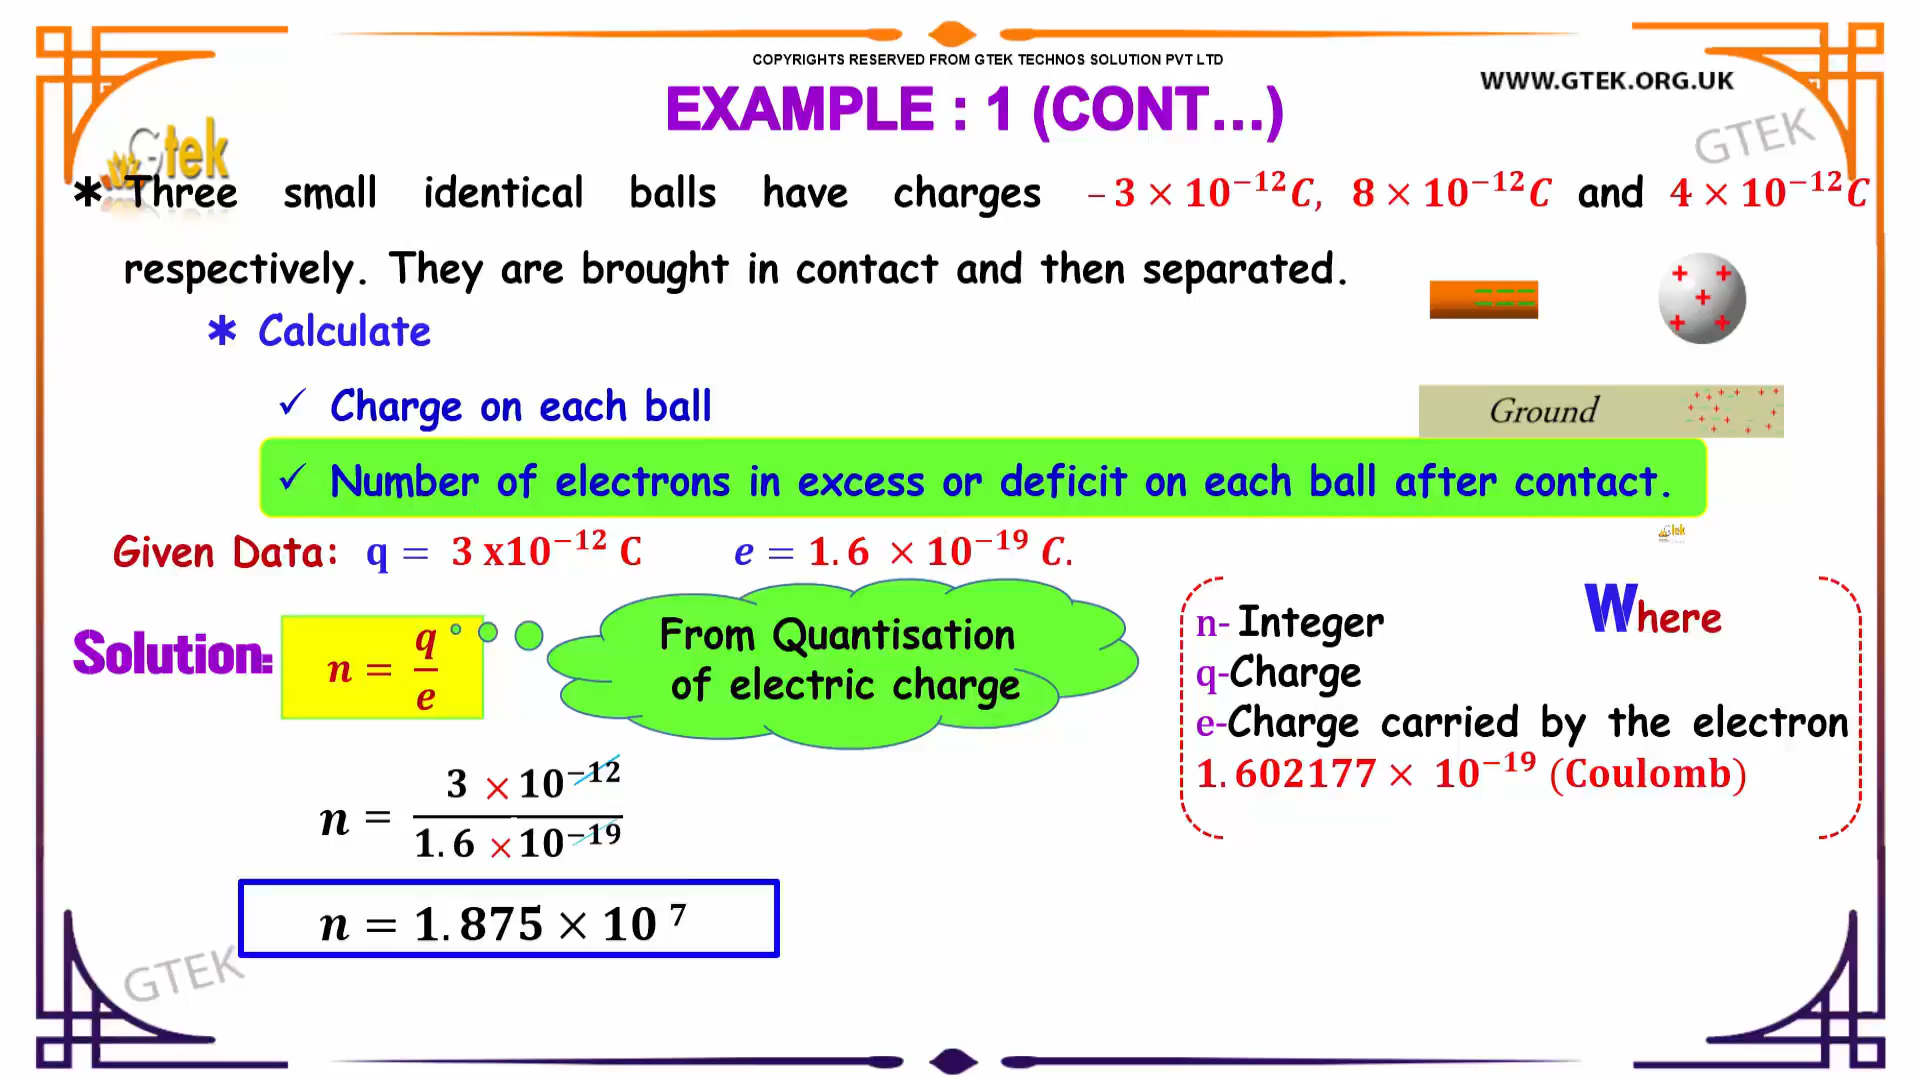 COPYRIGHTS RESERVED FROM GTEK TECHNOS SOLUTION PVT LTD
WWW.GTEK.ORG.UK
EXAMPLE : 1 (CONT...)
GTEK
Gtek
* Three small identical balls have charges – 3 × 10⁻¹²C, 8 × 10⁻¹²C and 4 × 10⁻¹²C
respectively. They are brought in contact and then separated.
* Calculate
✓ Charge on each ball
Ground
✓ Number of electrons in excess or deficit on each ball after contact.
Gtek
Given Data: q = 3 x10⁻¹² C e = 1.6 × 10⁻¹⁹ C.
Solution: n = q/e
From Quantisation
of electric charge
Where
n- Integer
q-Charge
e-Charge carried by the electron
1.602177 × 10⁻¹⁹ (Coulomb)
n = 3 × 10⁻¹² / 1.6 × 10⁻¹⁹
n = 1.875 × 10 ⁷
GTEK